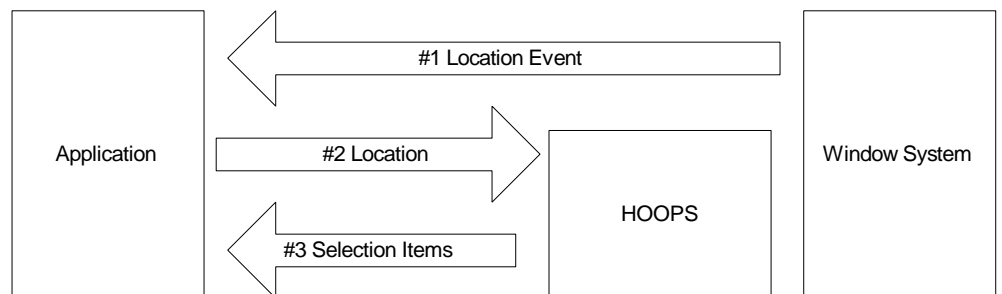 #1 Location Event
Application
#2 Location
Window System
HOOPS
#3 Selection Items